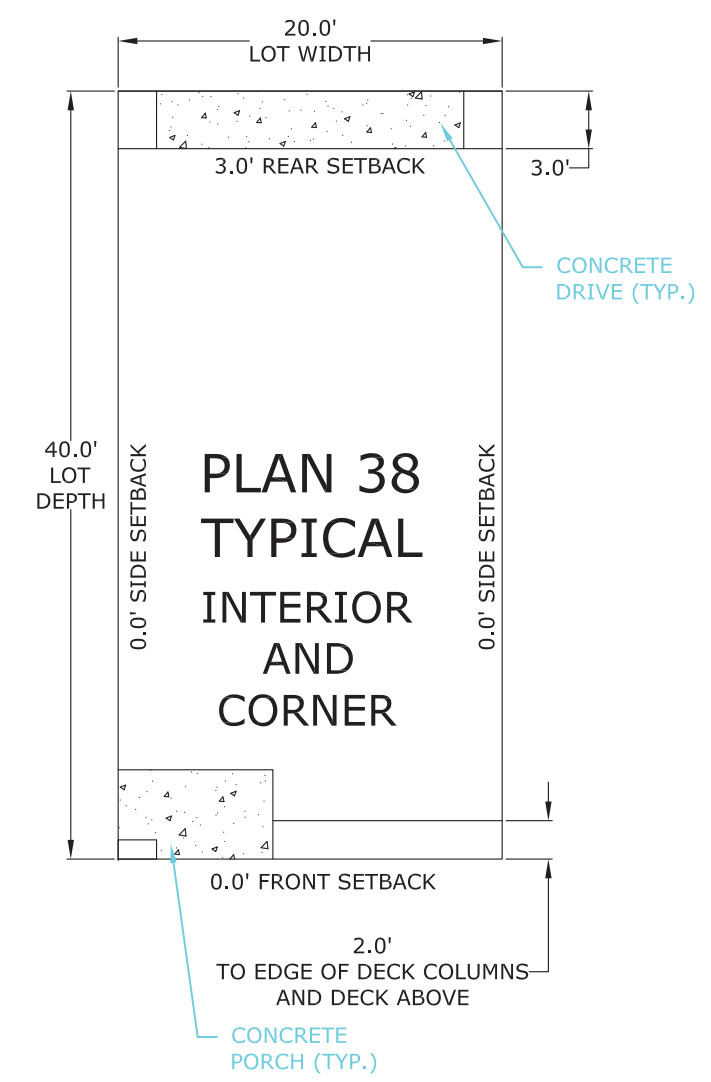 20.0'
LOT WIDTH
3.0' REAR SETBACK
3.0'
CONCRETE
DRIVE (TYP.)
40.0'
LOT
DEPTH
0.0' SIDE SETBACK
PLAN 38
TYPICAL
INTERIOR
AND
CORNER
0.0' SIDE SETBACK
0.0' FRONT SETBACK
2.0'
TO EDGE OF DECK COLUMNS
AND DECK ABOVE
CONCRETE
PORCH (TYP.)